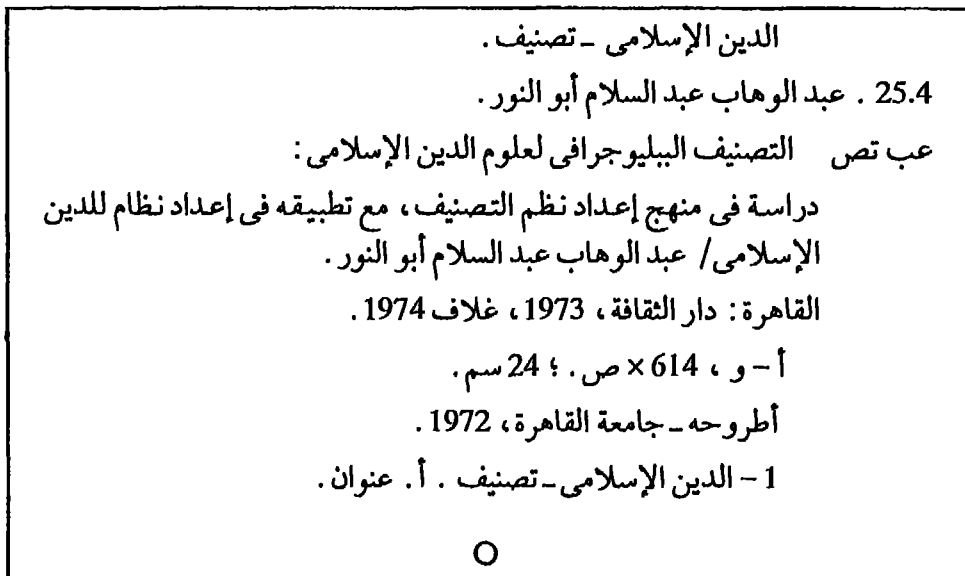 الدين الإسلامى ـ تصنيف .
25.4 . عبد الوهاب عبد السلام أبو النور .
عب تص التصنيف الببليوجرافى لعلوم الدين الإسلامى :
دراسة فى منهج إعداد نظم التصنيف ، مع تطبيقه فى إعداد نظام للدين
الإسلامى / عبد الوهاب عبد السلام أبو النور .
القاهرة : دار الثقافة ، 1973 ، غلاف 1974 .
أ – و ، 614 × ص . ؛ 24 سم .
أطروحه ـ جامعة القاهرة ، 1972 .
1 – الدين الإسلامى ـ تصنيف . أ . عنوان .